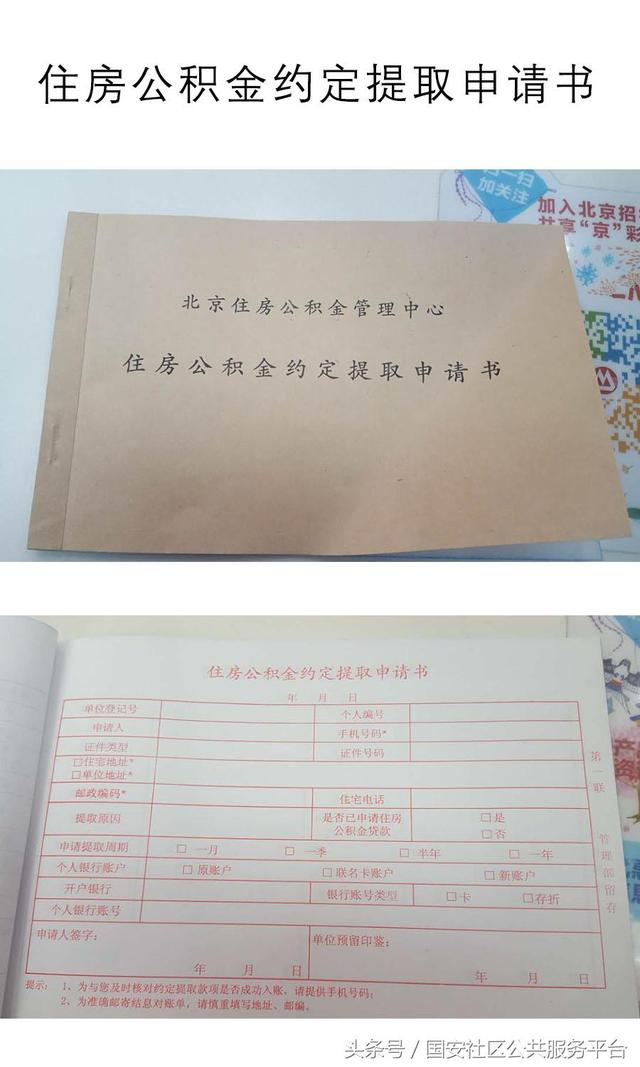 住房公积金约定提取申请书
扫一扫
加关注
加入北京招
共享“京”彩
北京住房公积金管理中心
住房公积金约定提取申请书
住房公积金约定提取申请书
年 月 日
单位登记号 个人编号
申请人 手机号码*
证件类型 证件号码
□住宅地址*
□单位地址*
邮政编码* 住宅电话
提取原因 是否已申请住房公积金贷款 □是 □否
申请提取周期 □ 一月 □ 一季 □ 半年 □ 一年
个人银行账户 □ 原账户 □ 联名卡账户 □ 新账户
开户银行 银行账号类型 □卡 □存折
个人银行账号
申请人签字： 单位预留印鉴：
年 月 日 年 月 日
提示： 1、为与您及时核对约定提取款项是否成功入账，请提供手机号码；
2、为准确邮寄结息对账单，请慎重填写地址、邮编。
第一联 管理部留存
头条号／国安社区公共服务平台